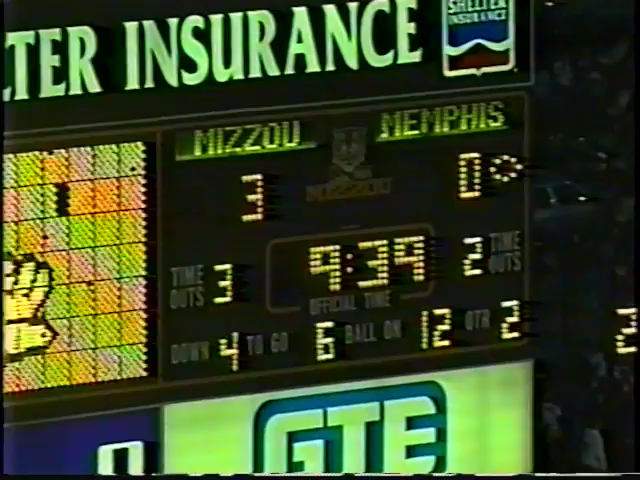 LTER INSURANCE
SHELTER
INSURANCE
MIZZOU MEMPHIS
3 0
TIME OUTS 3 9:39 2 TIME OUTS
OFFICIAL TIME
DOWN 4 TO GO 6 BALL ON 12 QTR 2
2
GTE